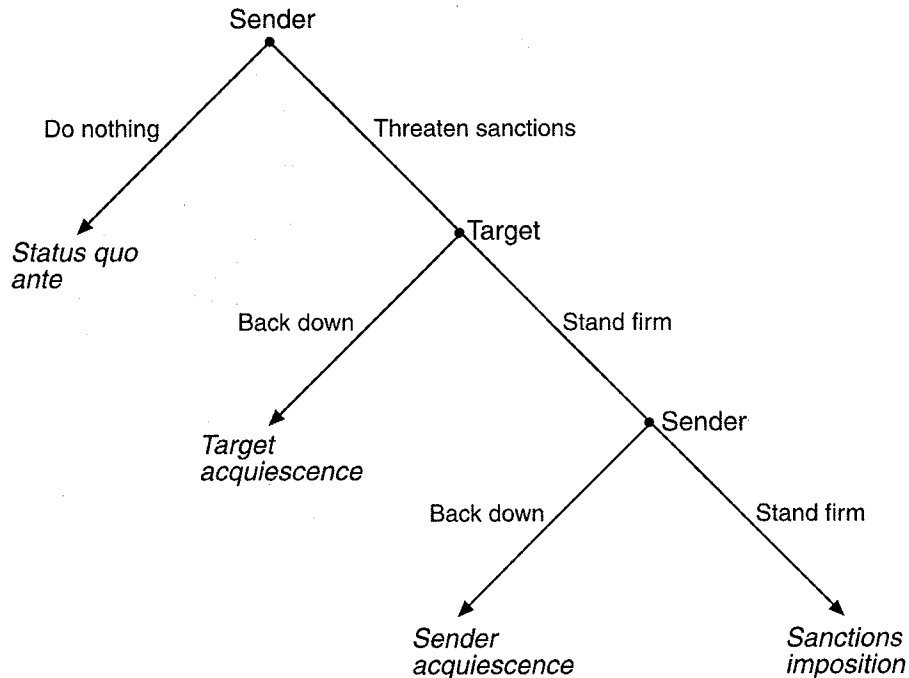 Sender
Do nothing
Threaten sanctions
Status quo
ante
Target
Back down
Stand firm
Target
acquiescence
Sender
Back down
Stand firm
Sender
acquiescence
Sanctions
imposition